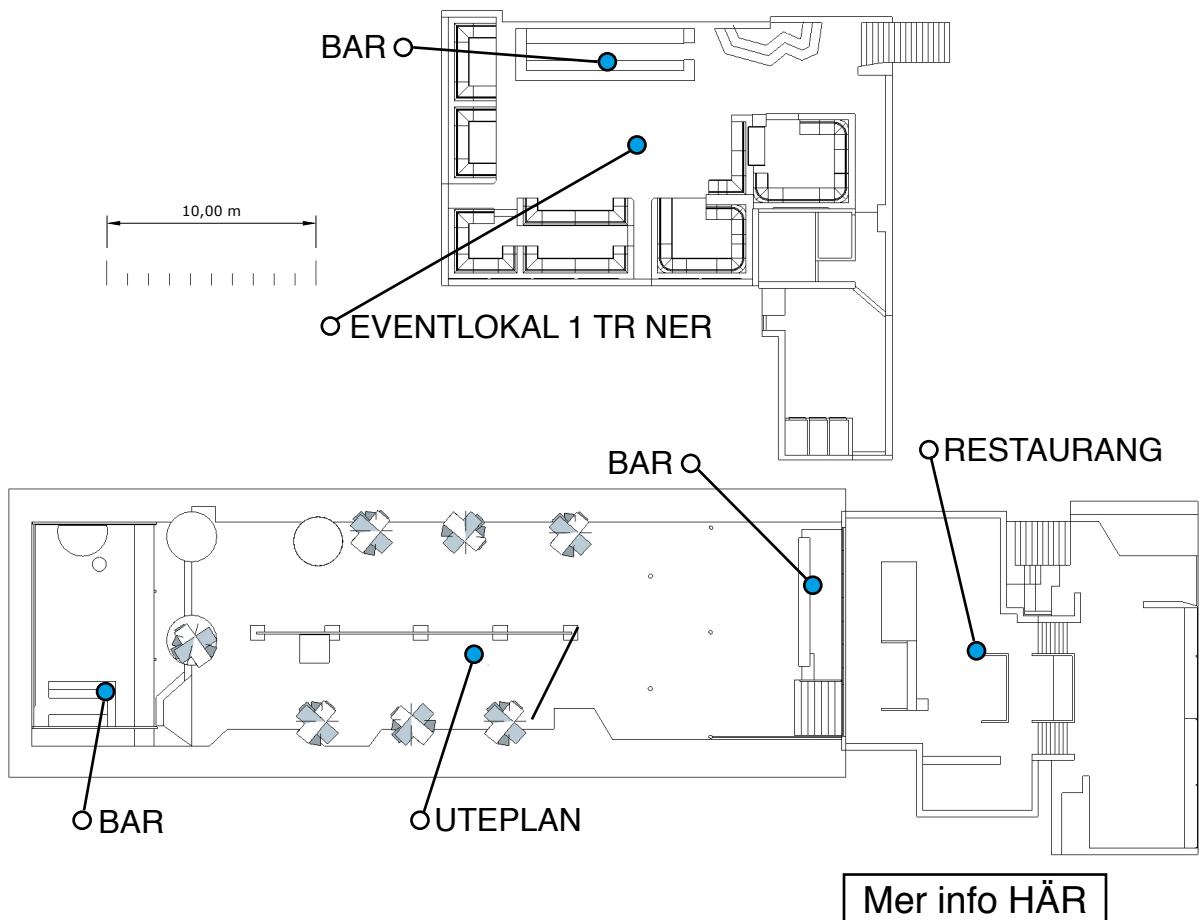 BAR
10,00 m
EVENTLOKAL 1 TR NER
BAR
RESTAURANG
BAR
UTEPLAN
Mer info HÄR